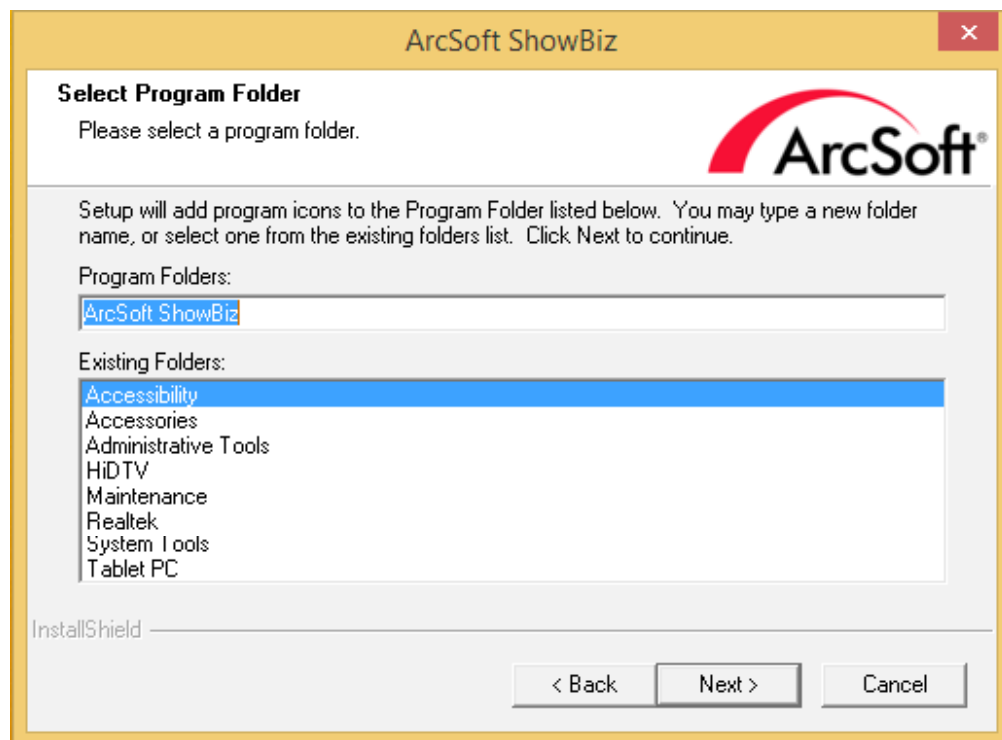 ArcSoft ShowBiz
Select Program Folder
Please select a program folder.
ArcSoft®
Setup will add program icons to the Program Folder listed below. You may type a new folder
name, or select one from the existing folders list. Click Next to continue.
Program Folders:
ArcSoft ShowBiz
Existing Folders:
Accessibility
Accessories
Administrative Tools
HiDTV
Maintenance
Realtek
System Tools
Tablet PC
InstallShield
< Back Next > Cancel